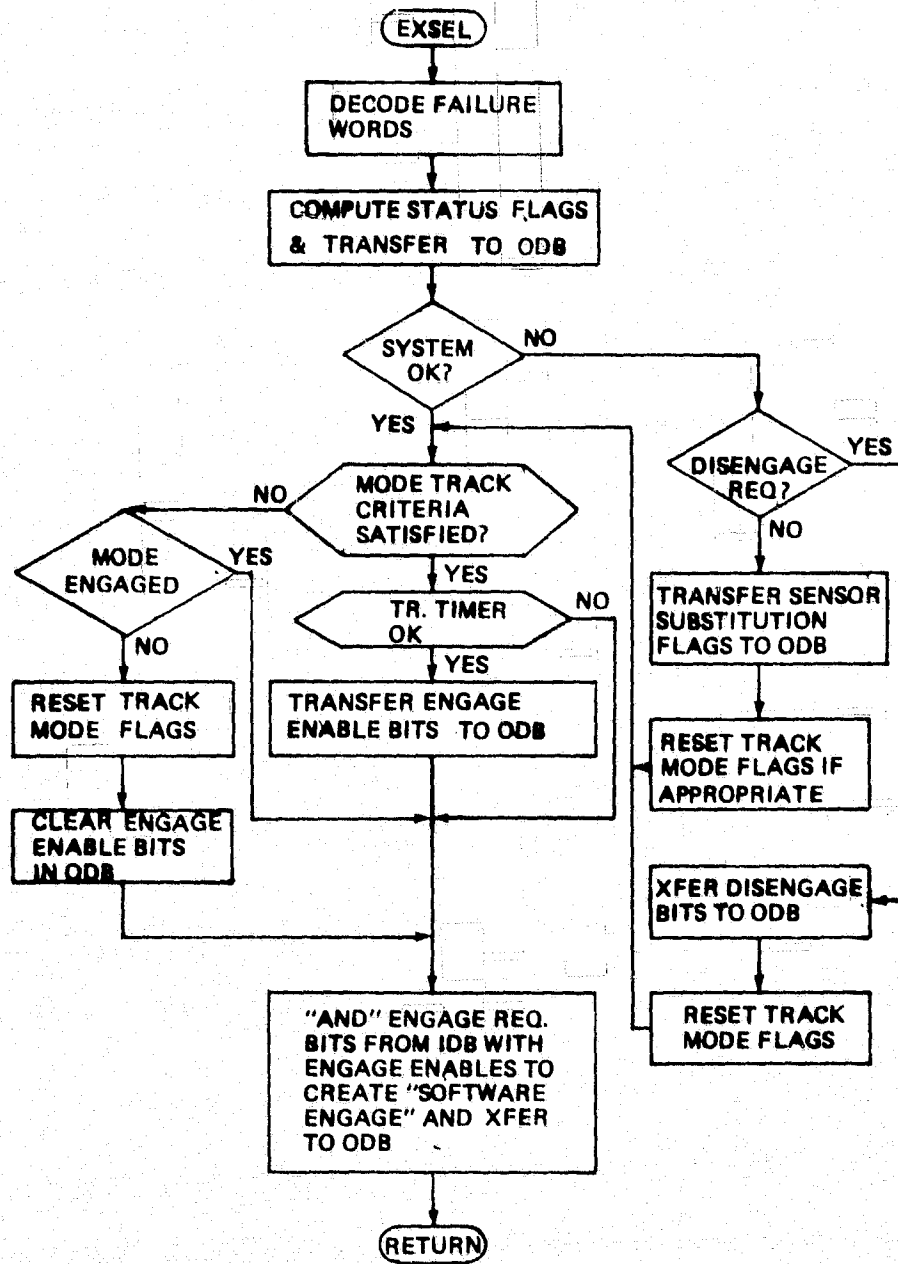 EXSEL
DECODE FAILURE
WORDS
COMPUTE STATUS FLAGS
& TRANSFER TO ODB
SYSTEM
OK?
NO
YES
DISENGAGE
REQ.?
YES
NO
MODE TRACK
CRITERIA
SATISFIED?
NO
YES
MODE
ENGAGED
YES
NO
TR. TIMER
OK
NO
YES
TRANSFER SENSOR
SUBSTITUTION
FLAGS TO ODB
RESET TRACK
MODE FLAGS
TRANSFER ENGAGE
ENABLE BITS TO ODB
RESET TRACK
MODE FLAGS IF
APPROPRIATE
CLEAR ENGAGE
ENABLE BITS
IN ODB
XFER DISENGAGE
BITS TO ODB
RESET TRACK
MODE FLAGS
"AND" ENGAGE REQ.
BITS FROM IDB WITH
ENGAGE ENABLES TO
CREATE "SOFTWARE
ENGAGE" AND XFER
TO ODB
RETURN